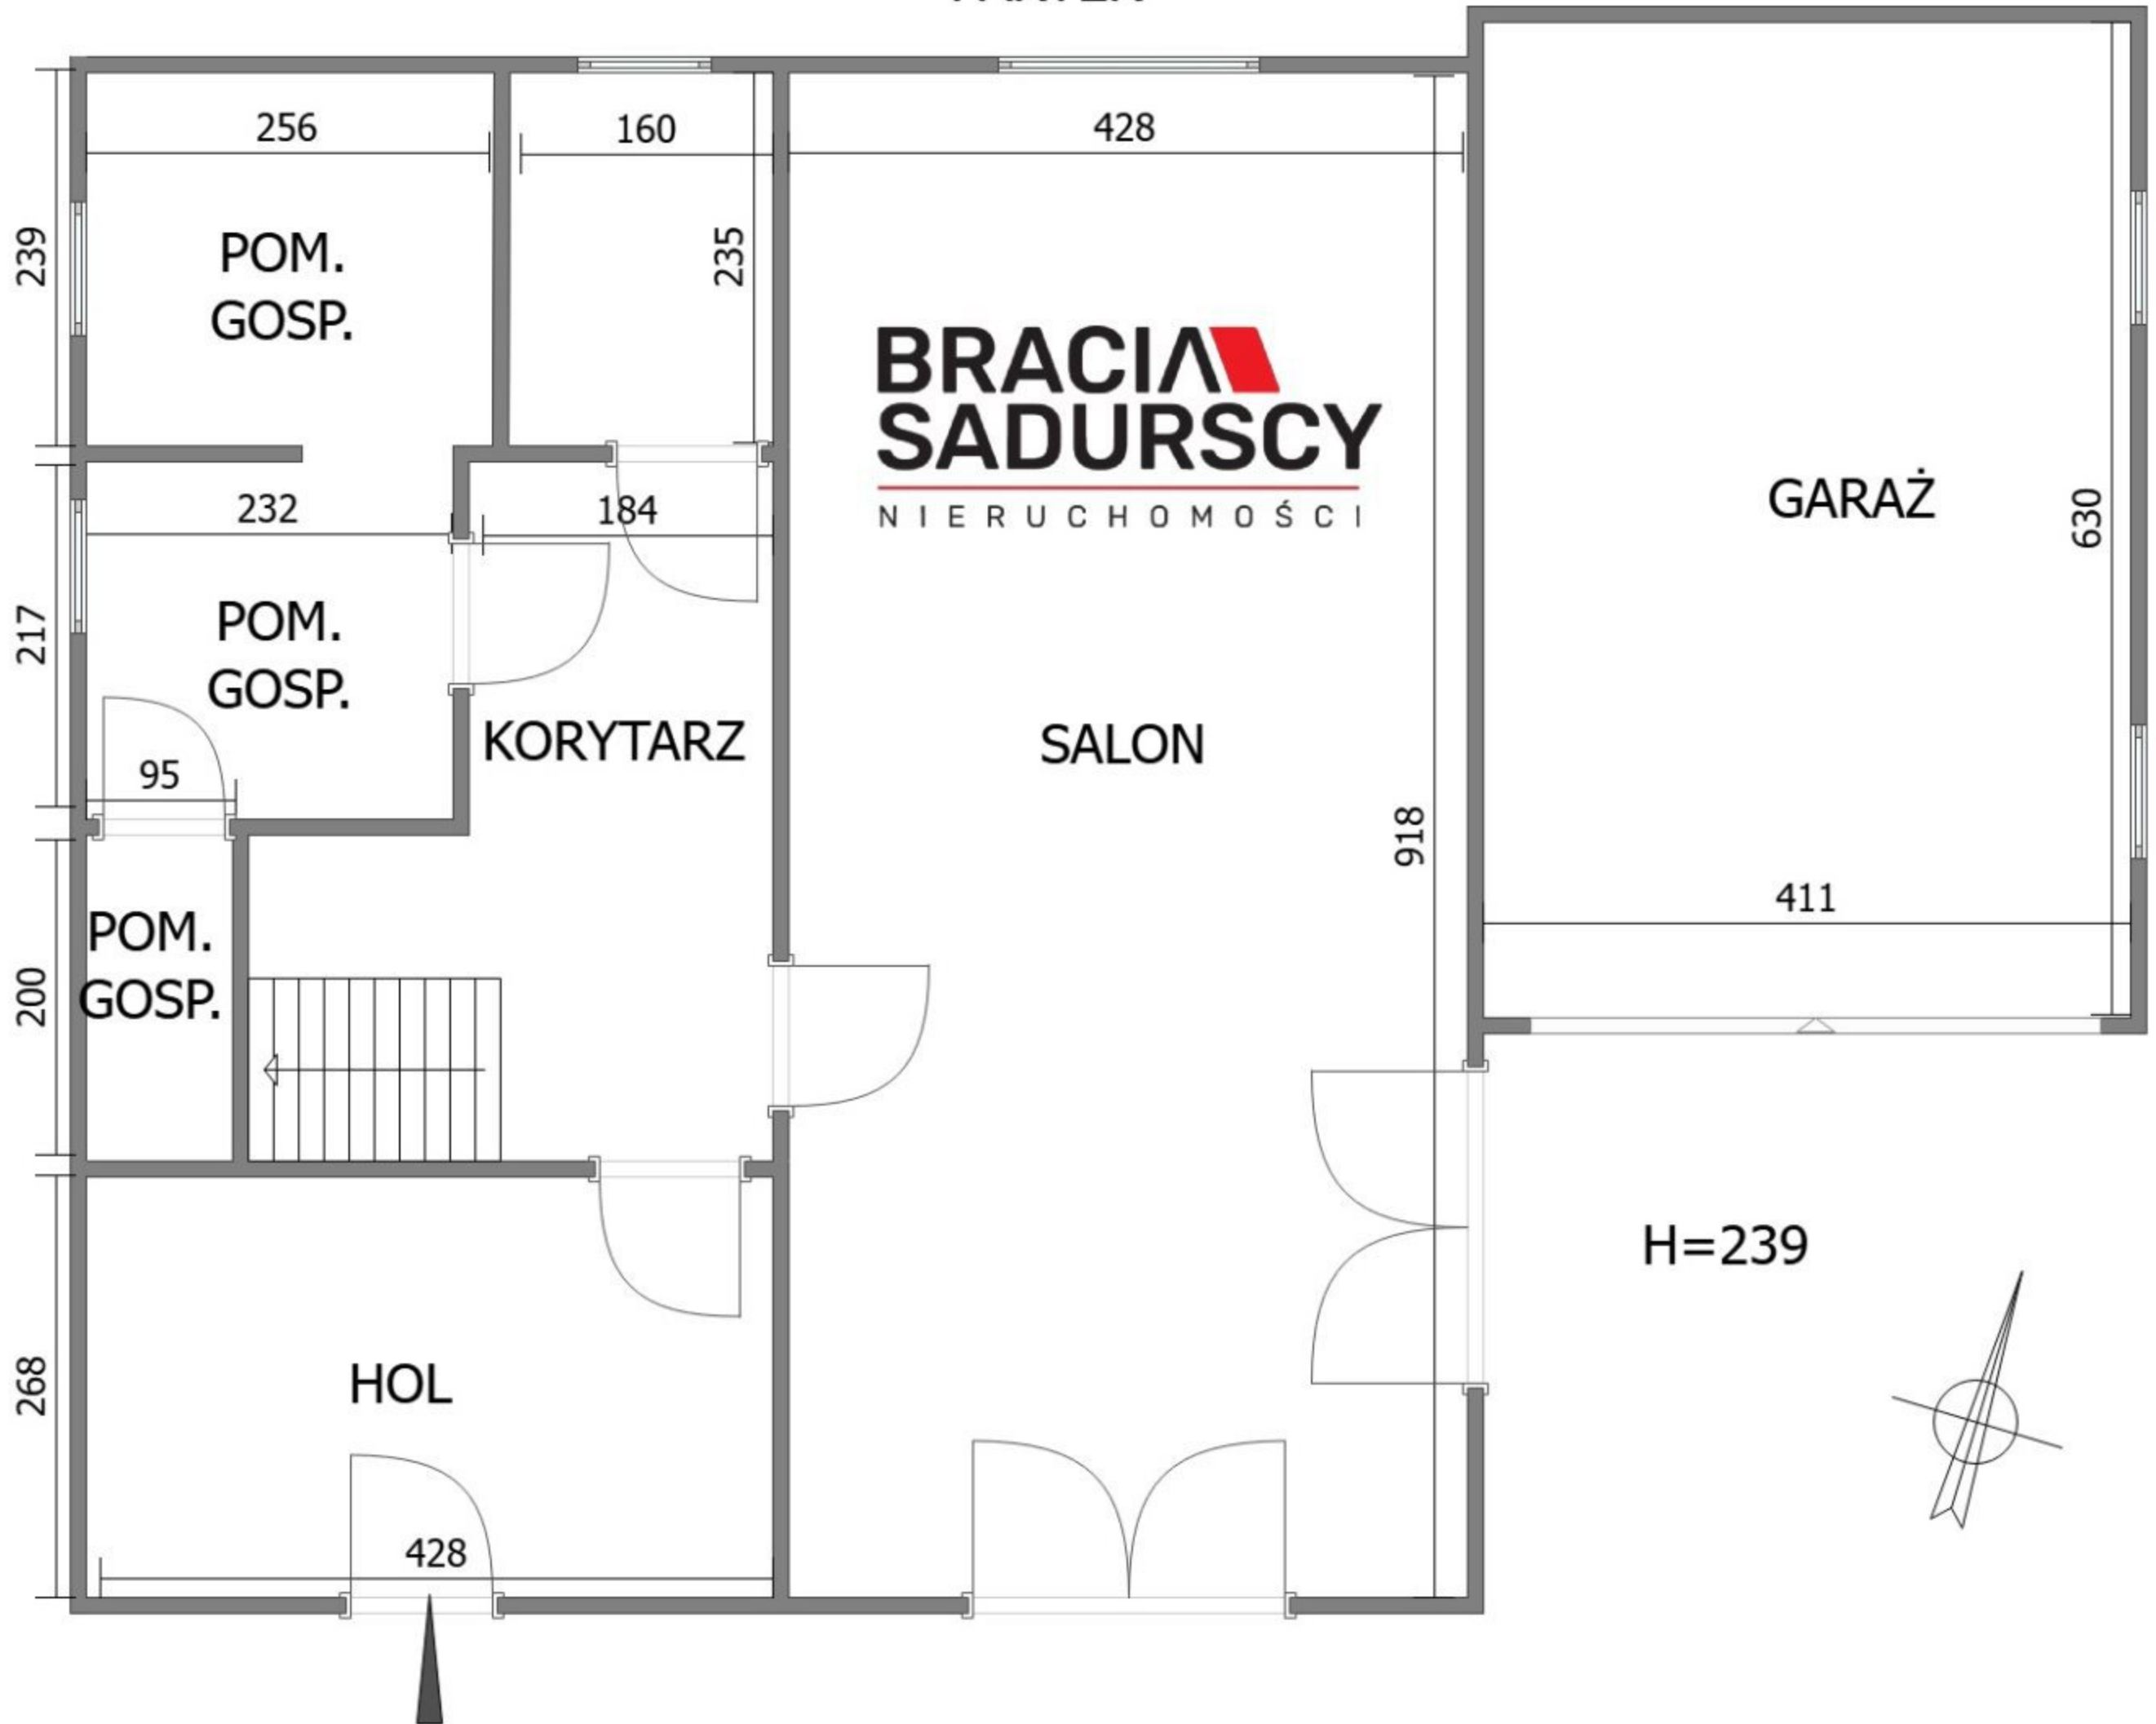 256
160
428
239
POM.
GOSP.
235
BRACIA
SADURSCY
NIERUCHOMOŚCI
GARAŻ
630
232
184
217
POM.
GOSP.
KORYTARZ
SALON
95
918
411
POM.
GOSP.
200
H=239
268
HOL
428